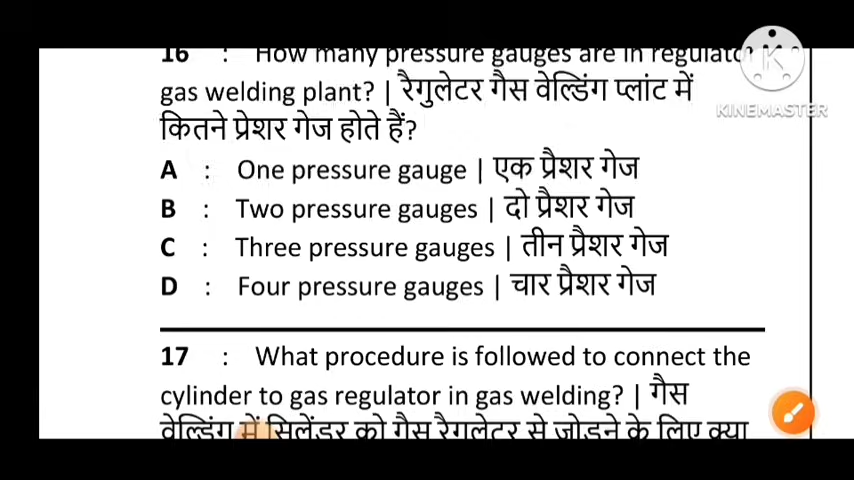 16 : How many pressure gauges are in regulator
gas welding plant? | रैगुलेटर गैस वेल्डिंग प्लांट में
कितने प्रेशर गेज होते हैं?
A : One pressure gauge | एक प्रैशर गेज
B : Two pressure gauges | दो प्रैशर गेज
C : Three pressure gauges | तीन प्रैशर गेज
D : Four pressure gauges | चार प्रैशर गेज
17 : What procedure is followed to connect the
cylinder to gas regulator in gas welding? | गैस
वेल्डिंग में सिलेंडर को गैस रैगुलेटर से जोड़ने के लिए क्या
K
KINEMASTER